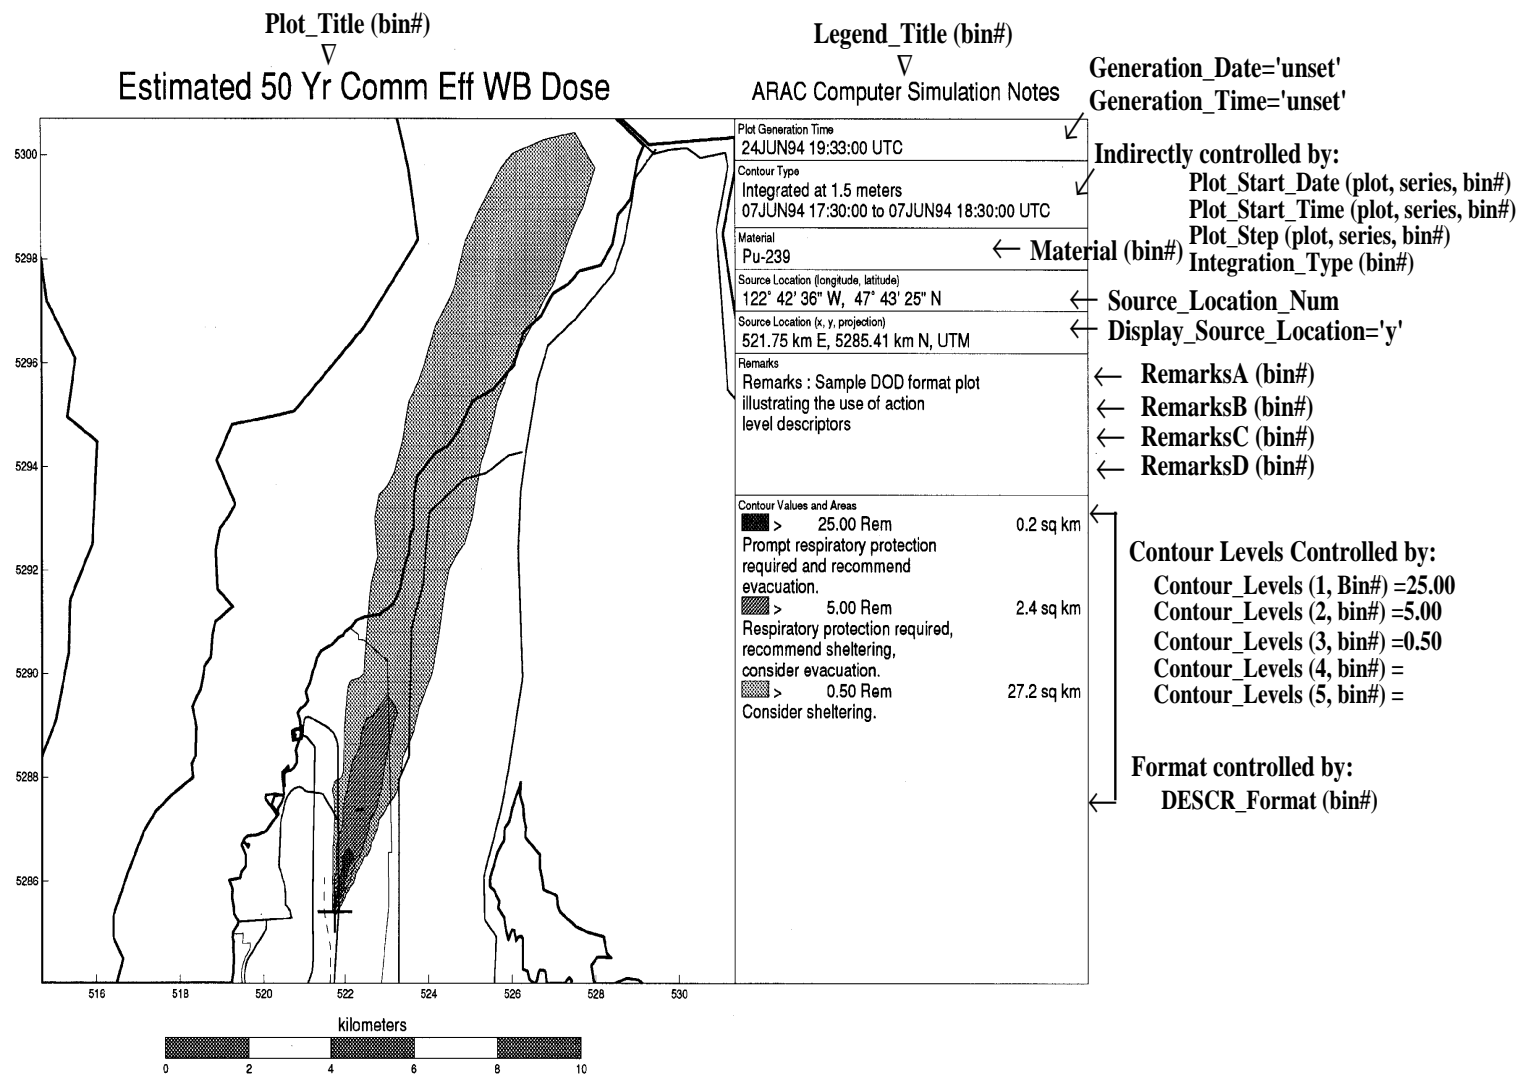 Plot_Title (bin#)
Estimated 50 Yr Comm Eff WB Dose
Legend_Title (bin#)
ARAC Computer Simulation Notes
Generation_Date='unset'
Generation_Time='unset'
Plot Generation Time
24JUN94 19:33:00 UTC
Contour Type
Integrated at 1.5 meters
07JUN94 17:30:00 to 07JUN94 18:30:00 UTC
Indirectly controlled by:
Plot_Start_Date (plot, series, bin#)
Plot_Start_Time (plot, series, bin#)
Plot_Step (plot, series, bin#)
Integration_Type (bin#)
Material
Pu-239
Material (bin#)
Source Location (longitude, latitude)
122° 42' 36" W, 47° 43' 25" N
Source_Location_Num
Source Location (x, y, projection)
521.75 km E, 5285.41 km N, UTM
Display_Source_Location='y'
Remarks
Remarks : Sample DOD format plot
illustrating the use of action
level descriptors
RemarksA (bin#)
RemarksB (bin#)
RemarksC (bin#)
RemarksD (bin#)
Contour Values and Areas
> 25.00 Rem 0.2 sq km
Prompt respiratory protection
required and recommend
evacuation.
> 5.00 Rem 2.4 sq km
Respiratory protection required,
recommend sheltering,
consider evacuation.
> 0.50 Rem 27.2 sq km
Consider sheltering.
Contour Levels Controlled by:
Contour_Levels (1, Bin#) =25.00
Contour_Levels (2, bin#) =5.00
Contour_Levels (3, bin#) =0.50
Contour_Levels (4, bin#) =
Contour_Levels (5, bin#) =
Format controlled by:
DESCR_Format (bin#)
5300
5298
5296
5294
5292
5290
5288
5286
516 518 520 522 524 526 528 530
kilometers
0 2 4 6 8 10